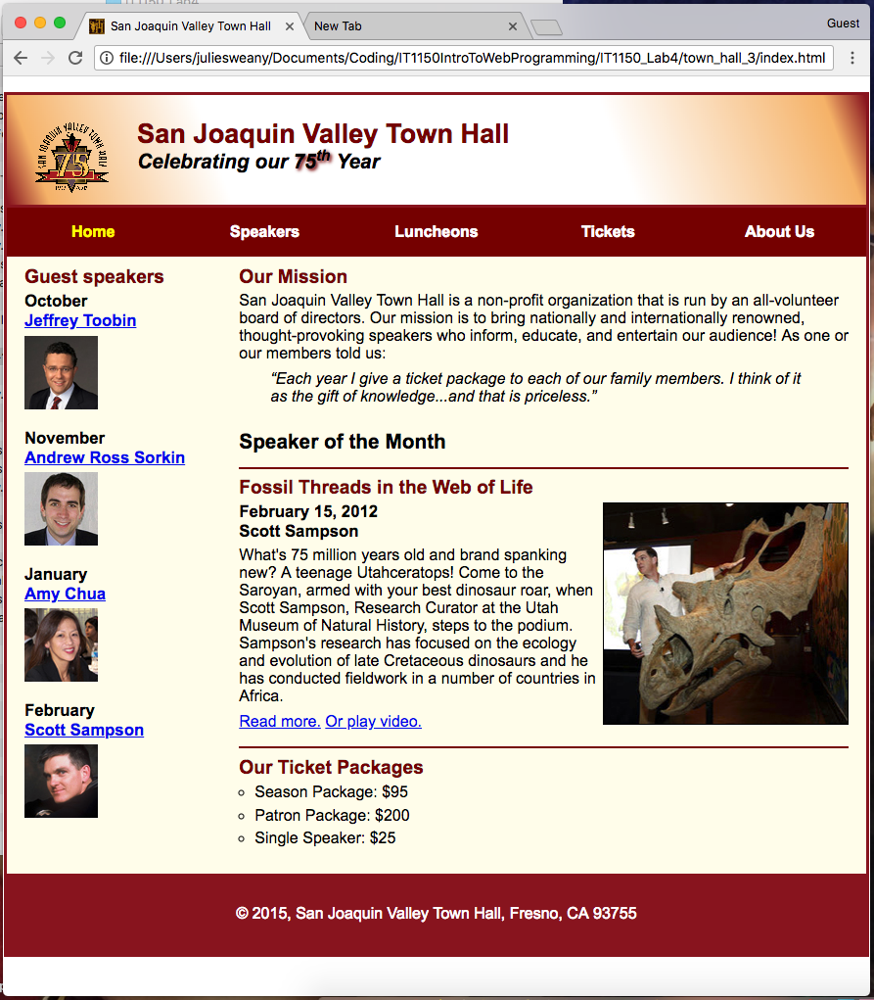 IT1150 Lab4
San Joaquin Valley Town Hall
New Tab
Guest
file:///Users/juliesweany/Documents/Coding/IT1150IntroToWebProgramming/IT1150_Lab4/town_hall_3/index.html
SAN JOAQUIN VALLEY TOWN HALL
75
San Joaquin Valley Town Hall
Celebrating our 75th Year
Home Speakers Luncheons Tickets About Us
Guest speakers
October
Jeffrey Toobin
November
Andrew Ross Sorkin
January
Amy Chua
February
Scott Sampson
Our Mission
San Joaquin Valley Town Hall is a non-profit organization that is run by an all-volunteer
board of directors. Our mission is to bring nationally and internationally renowned,
thought-provoking speakers who inform, educate, and entertain our audience! As one or
our members told us:
“Each year I give a ticket package to each of our family members. I think of it
as the gift of knowledge...and that is priceless.”
Speaker of the Month
Fossil Threads in the Web of Life
February 15, 2012
Scott Sampson
What's 75 million years old and brand spanking
new? A teenage Utahceratops! Come to the
Saroyan, armed with your best dinosaur roar, when
Scott Sampson, Research Curator at the Utah
Museum of Natural History, steps to the podium.
Sampson's research has focused on the ecology
and evolution of late Cretaceous dinosaurs and he
has conducted fieldwork in a number of countries in
Africa.
Read more. Or play video.
Our Ticket Packages
Season Package: $95
Patron Package: $200
Single Speaker: $25
© 2015, San Joaquin Valley Town Hall, Fresno, CA 93755